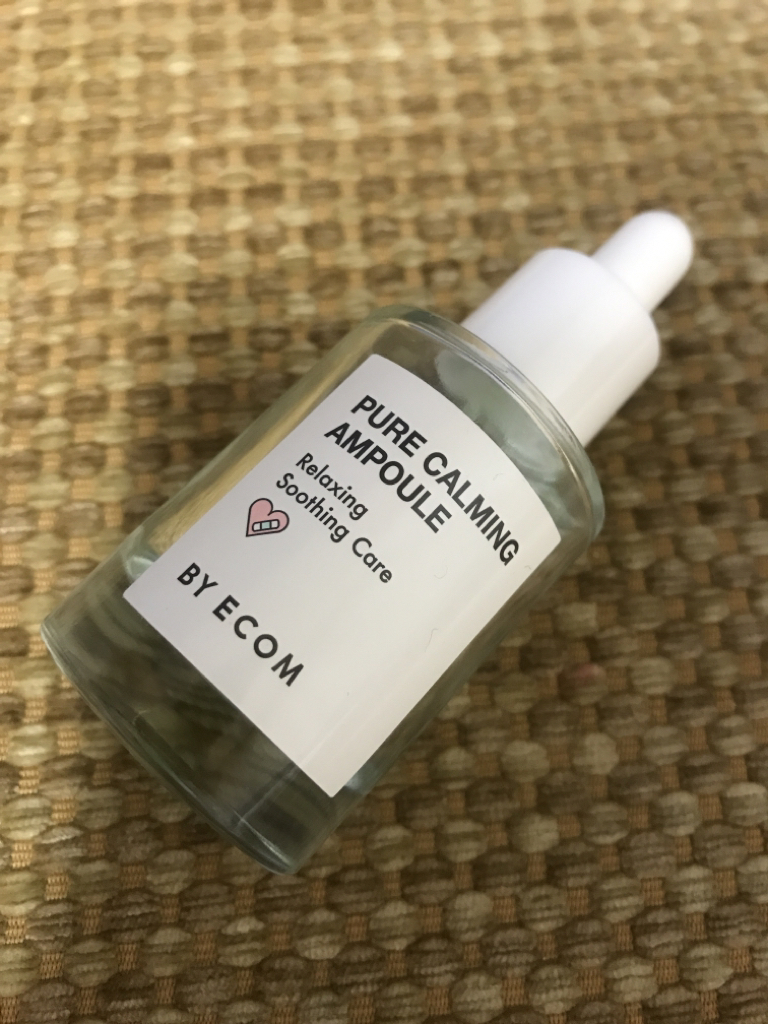 PURE CALMING
AMPOULE
Relaxing
Soothing Care
BY ECOM